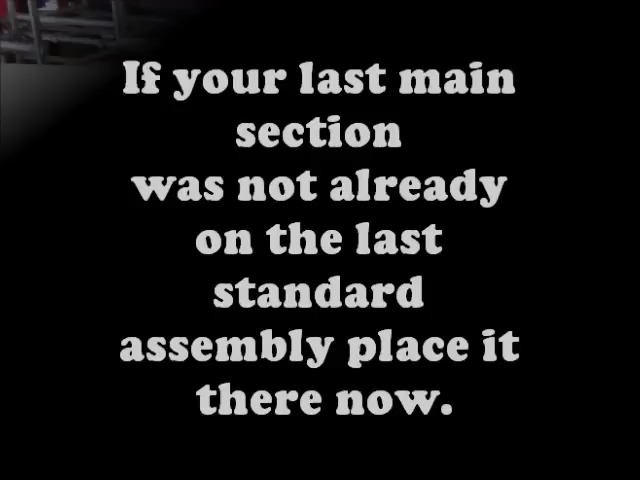 If your last main
section
was not already
on the last
standard
assembly place it
there now.